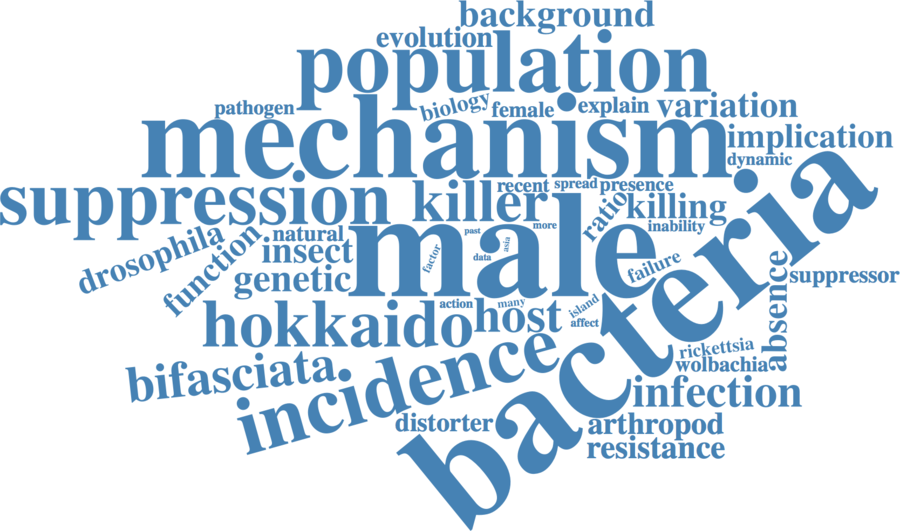 background
evolution
population
pathogen
biology
female
explain
variation
mechanism
implication
dynamic
suppression
killer
recent
spread
presence
ratio
killing
inability
drosophila
function
natural
insect
genetic
male
past
more
factor
data
asia
failure
bacteria
absence
suppressor
hokkaido
action
many
host
island
affect
bifasciata
incidence
rickettsia
wolbachia
infection
distorter
arthropod
resistance